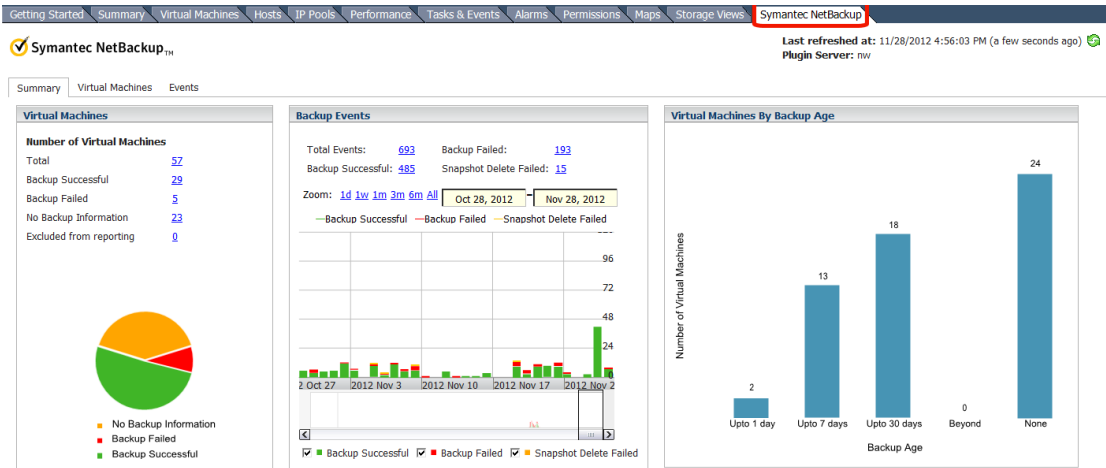 Getting Started Summary Virtual Machines Hosts IP Pools Performance Tasks & Events Alarms Permissions Maps Storage Views Symantec NetBackup
Symantec NetBackup TM
Last refreshed at: 11/28/2012 4:56:03 PM (a few seconds ago)
Plugin Server: nw
Summary Virtual Machines Events
Virtual Machines
Number of Virtual Machines
Total 57
Backup Successful 29
Backup Failed 5
No Backup Information 23
Excluded from reporting 0
No Backup Information
Backup Failed
Backup Successful
Backup Events
Total Events: 693 Backup Failed: 193
Backup Successful: 485 Snapshot Delete Failed: 15
Zoom: 1d 1w 1m 3m 6m All Oct 28, 2012 – Nov 28, 2012
Backup Successful Backup Failed Snapshot Delete Failed
96
72
48
24
0
2 Oct 27 2012 Nov 3 2012 Nov 10 2012 Nov 17 2012 Nov 2
Backup Successful Backup Failed Snapshot Delete Failed
Virtual Machines By Backup Age
Number of Virtual Machines
2
13
18
0
24
Upto 1 day Upto 7 days Upto 30 days Beyond None
Backup Age